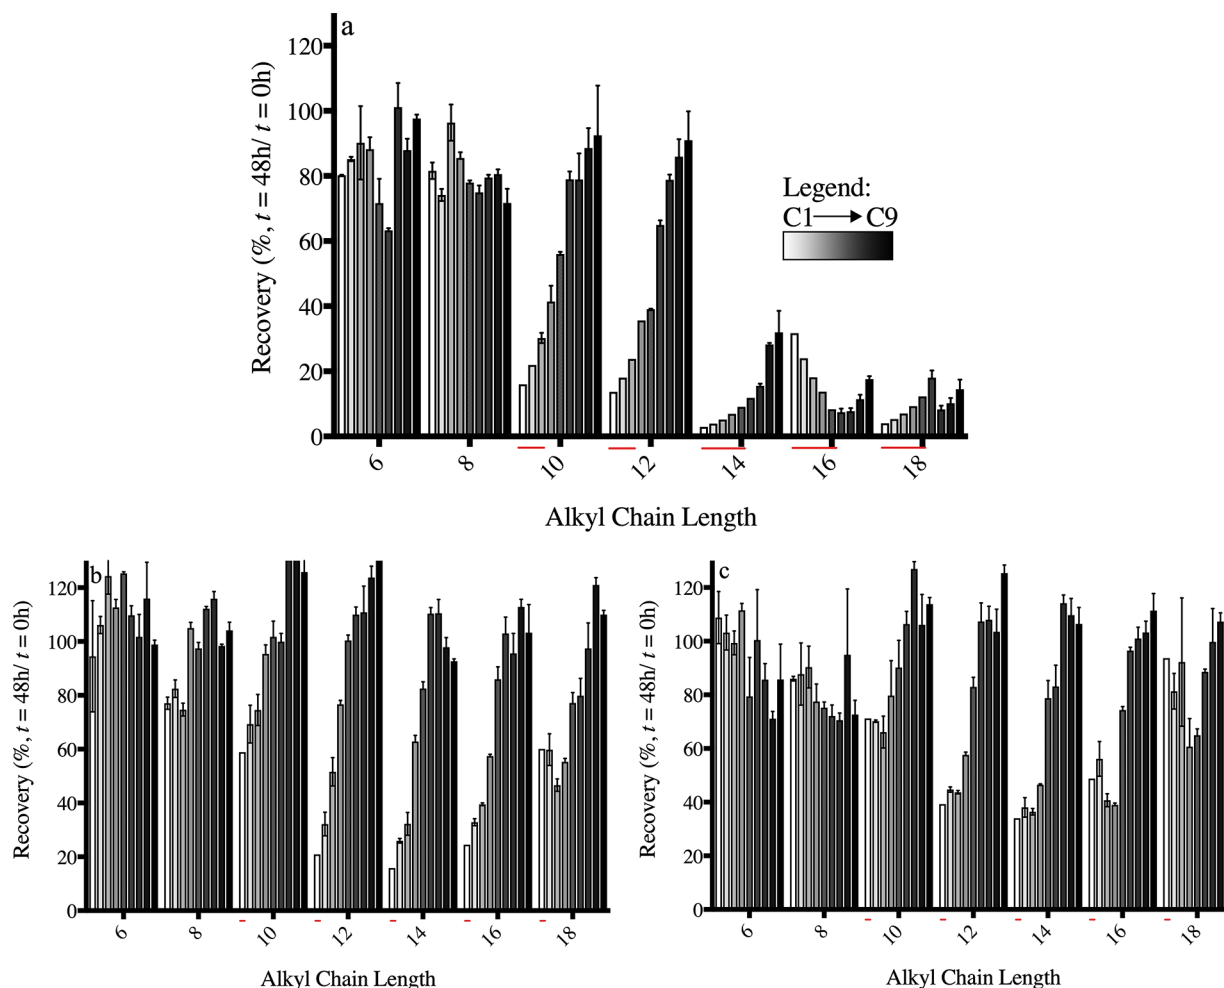 a
Recovery (%, t = 48h/ t = 0h)
120
100
80
60
40
20
0
Legend:
C1 → C9
6 8 10 12 14 16 18
Alkyl Chain Length
b
Recovery (%, t = 48h/ t = 0h)
120
100
80
60
40
20
0
6 8 10 12 14 16 18
Alkyl Chain Length
c
Recovery (%, t = 48h/ t = 0h)
120
100
80
60
40
20
0
6 8 10 12 14 16 18
Alkyl Chain Length